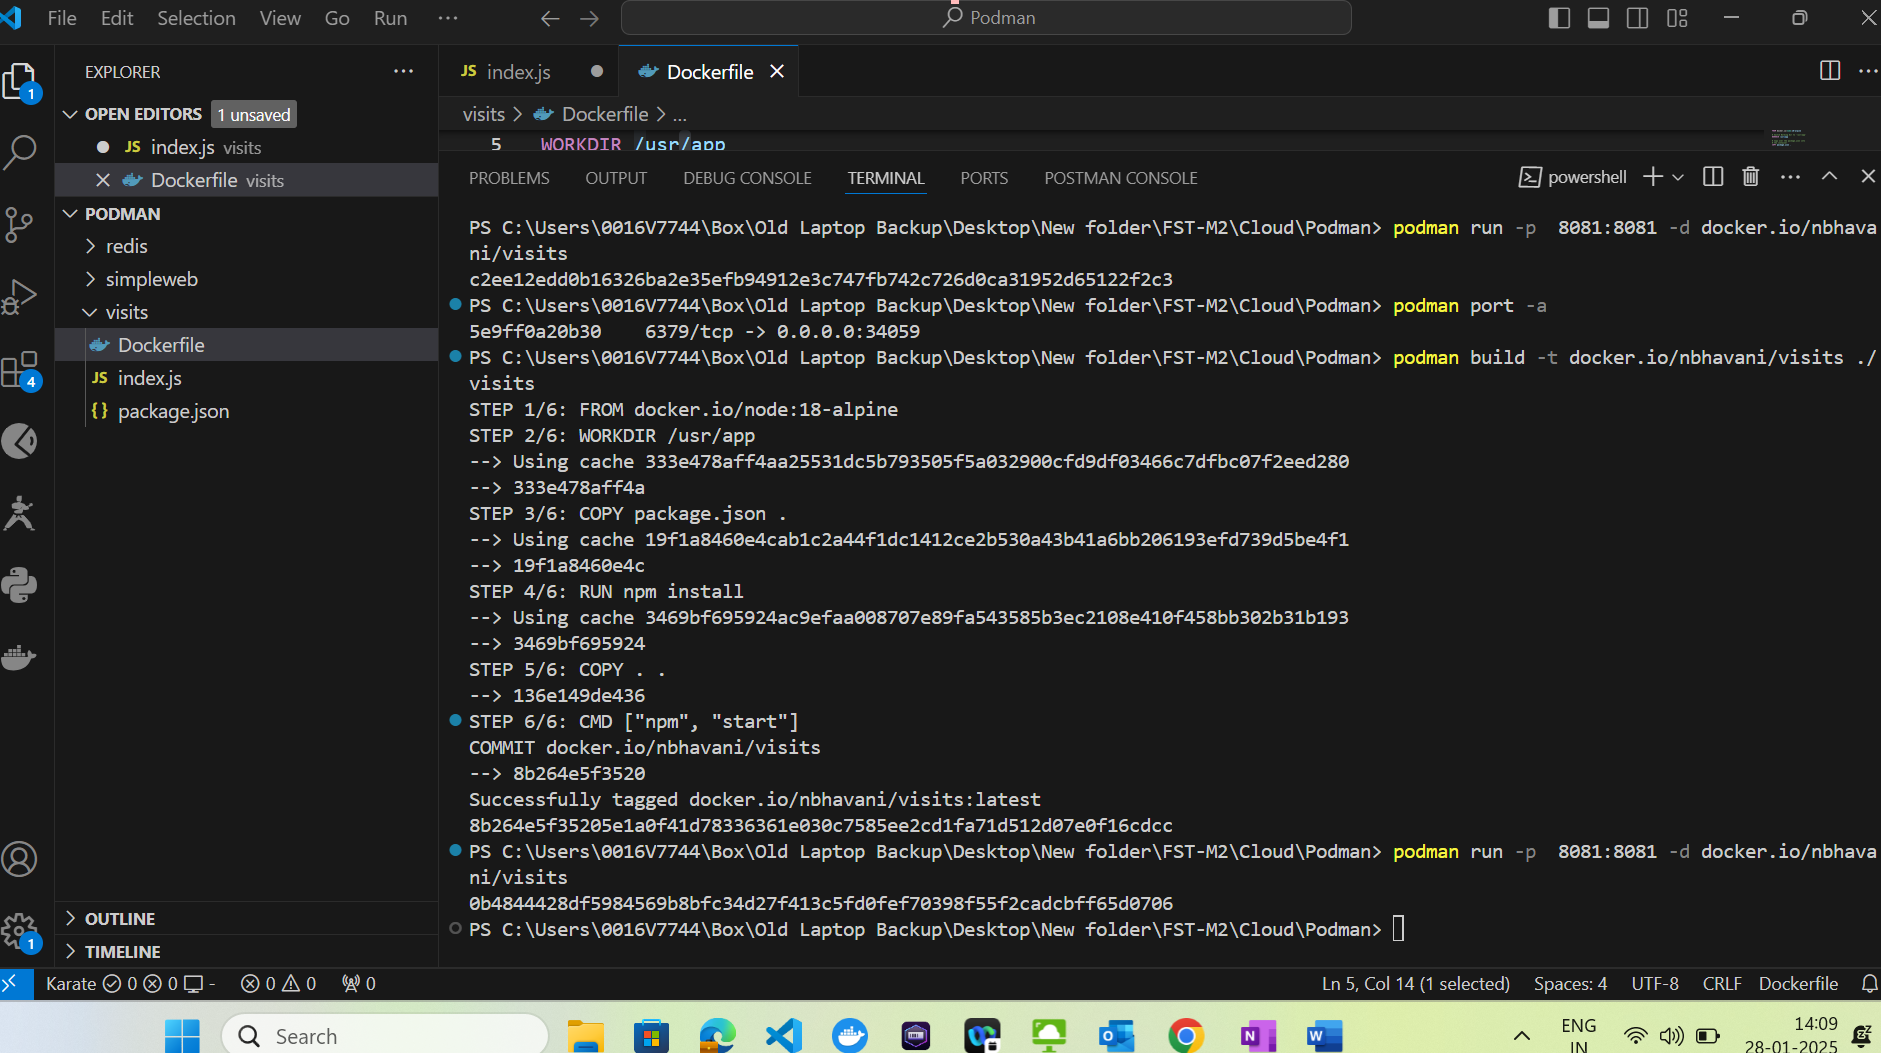 File Edit Selection View Go Run ...
Podman
EXPLORER
OPEN EDITORS 1 unsaved
JS index.js visits
Dockerfile visits
PODMAN
redis
simpleweb
visits
Dockerfile
JS index.js
{} package.json
OUTLINE
TIMELINE
1
4
1
JS index.js
Dockerfile
visits > Dockerfile > ...
5 WORKDIR /usr/app
PROBLEMS OUTPUT DEBUG CONSOLE TERMINAL PORTS POSTMAN CONSOLE
powershell
PS C:\Users\0016V7744\Box\Old Laptop Backup\Desktop\New folder\FST-M2\Cloud\Podman> podman run -p  8081:8081 -d docker.io/nbhava
ni/visits
c2ee12edd0b16326ba2e35efb94912e3c747fb742c726d0ca31952d65122f2c3
PS C:\Users\0016V7744\Box\Old Laptop Backup\Desktop\New folder\FST-M2\Cloud\Podman> podman port -a
5e9ff0a20b30    6379/tcp -> 0.0.0.0:34059
PS C:\Users\0016V7744\Box\Old Laptop Backup\Desktop\New folder\FST-M2\Cloud\Podman> podman build -t docker.io/nbhavani/visits ./
visits
STEP 1/6: FROM docker.io/node:18-alpine
STEP 2/6: WORKDIR /usr/app
--> Using cache 333e478aff4aa25531dc5b793505f5a032900cfd9df03466c7dfbc07f2eed280
--> 333e478aff4a
STEP 3/6: COPY package.json .
--> Using cache 19f1a8460e4cab1c2a44f1dc1412ce2b530a43b41a6bb206193efd739d5be4f1
--> 19f1a8460e4c
STEP 4/6: RUN npm install
--> Using cache 3469bf695924ac9efaa008707e89fa543585b3ec2108e410f458bb302b31b193
--> 3469bf695924
STEP 5/6: COPY . .
--> 136e149de436
STEP 6/6: CMD ["npm", "start"]
COMMIT docker.io/nbhavani/visits
--> 8b264e5f3520
Successfully tagged docker.io/nbhavani/visits:latest
8b264e5f35205e1a0f41d78336361e030c7585ee2cd1fa71d512d07e0f16cdcc
PS C:\Users\0016V7744\Box\Old Laptop Backup\Desktop\New folder\FST-M2\Cloud\Podman> podman run -p  8081:8081 -d docker.io/nbhava
ni/visits
0b4844428df5984569b8bfc34d27f413c5fd0fef70398f55f2cadcbff65d0706
PS C:\Users\0016V7744\Box\Old Laptop Backup\Desktop\New folder\FST-M2\Cloud\Podman>
Karate 0 0 - 0 0 0
Ln 5, Col 14 (1 selected) Spaces: 4 UTF-8 CRLF Dockerfile
Search
ENG
IN
14:09
28-01-2025